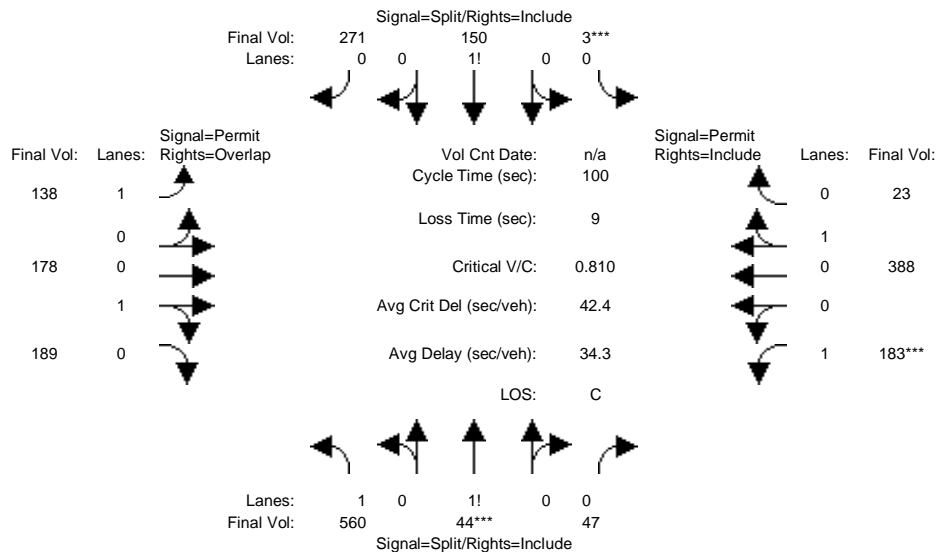 Signal=Split/Rights=Include
Final Vol: 271 150 3***
Lanes: 0 0 1! 0 0
Signal=Permit Signal=Permit
Final Vol: Lanes: Rights=Overlap Vol Cnt Date: n/a Rights=Include Lanes: Final Vol:
Cycle Time (sec): 100
138 1 0 23
Loss Time (sec): 9
0 1
178 0 Critical V/C: 0.810 0 388
1 Avg Crit Del (sec/veh): 42.4 0
189 0 Avg Delay (sec/veh): 34.3 1 183***
LOS: C
Lanes: 1 0 1! 0 0
Final Vol: 560 44*** 47
Signal=Split/Rights=Include